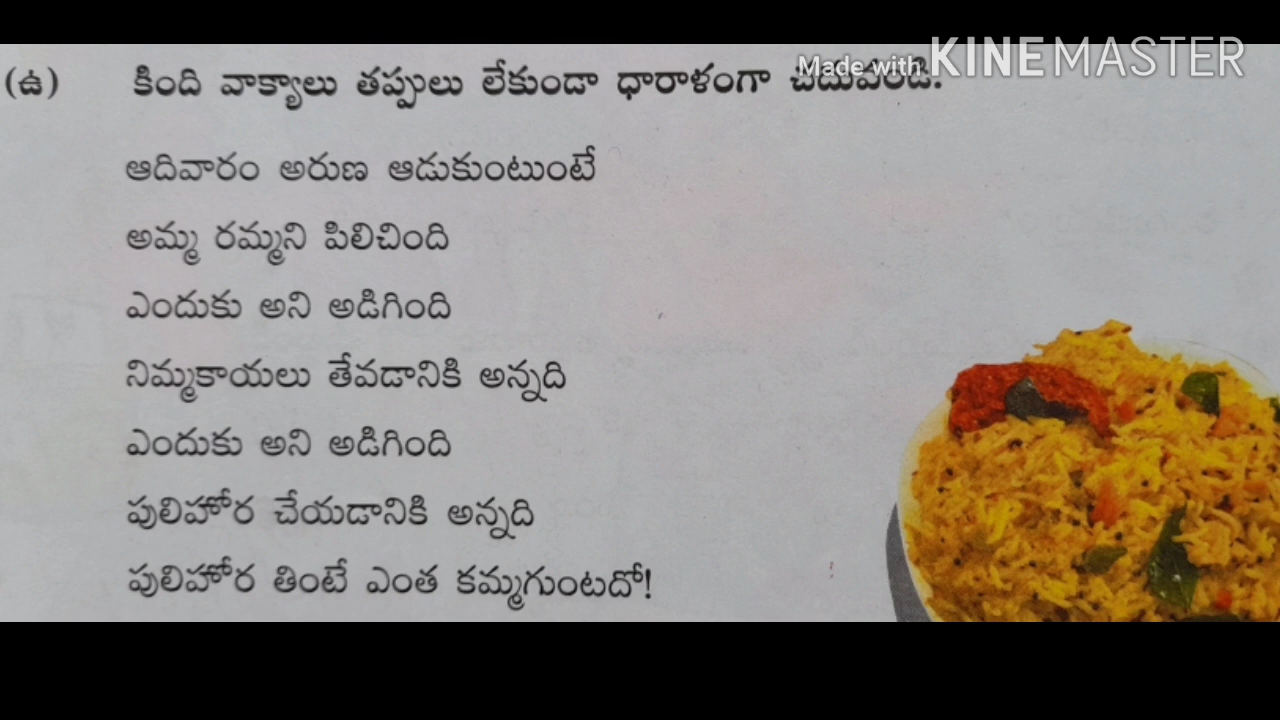 Made with KINEMASTER
(ఉ) కింది వాక్యాలు తప్పులు లేకుండా ధారాళంగా చదువండి.
ఆదివారం అరుణ ఆడుకుంటుంటే
అమ్మ రమ్మని పిలిచింది
ఎందుకు అని అడిగింది
నిమ్మకాయలు తేవడానికి అన్నది
ఎందుకు అని అడిగింది
పులిహోర చేయడానికి అన్నది
పులిహోర తింటే ఎంత కమ్మగుంటదో!